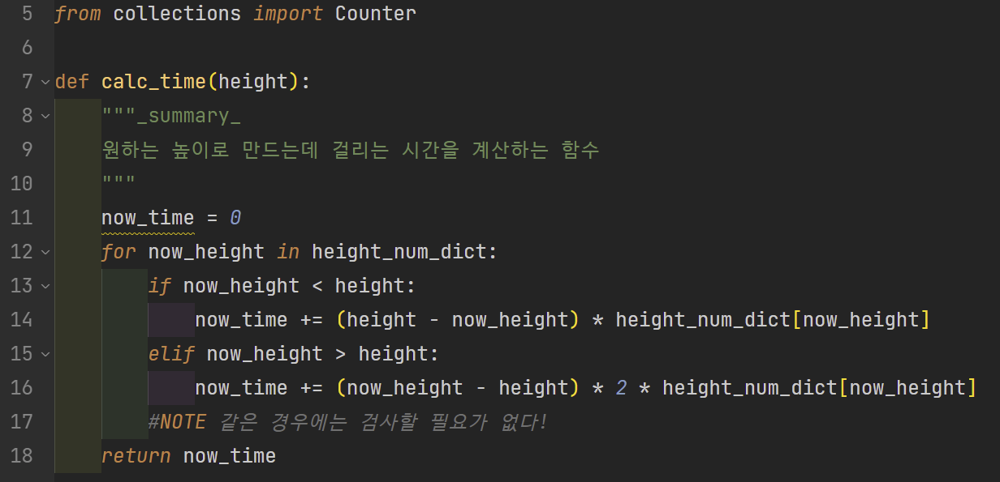 5 from collections import Counter
6
7 def calc_time(height):
8     """_summary_
9     원하는 높이로 만드는데 걸리는 시간을 계산하는 함수
10     """
11     now_time = 0
12     for now_height in height_num_dict:
13         if now_height < height:
14             now_time += (height - now_height) * height_num_dict[now_height]
15         elif now_height > height:
16             now_time += (now_height - height) * 2 * height_num_dict[now_height]
17         #NOTE 같은 경우에는 검사할 필요가 없다!
18     return now_time